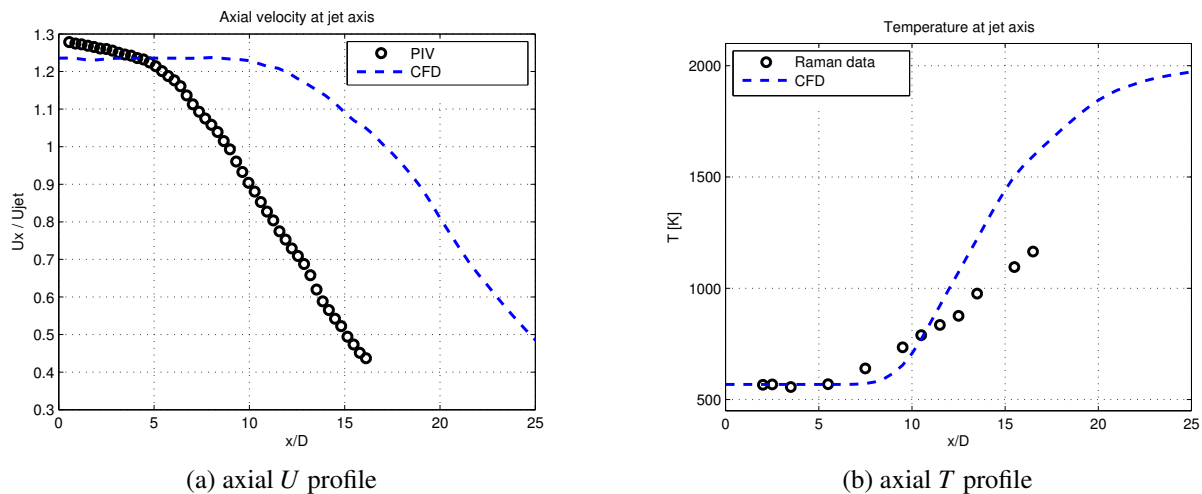 Axial velocity at jet axis
1.3
1.2
1.1
1
0.9
0.8
0.7
0.6
0.5
0.4
0.3
Ux / Ujet
PIV
CFD
0 5 10 15 20 25
x/D
(a) axial U profile
Temperature at jet axis
2000
1500
1000
500
T [K]
Raman data
CFD
0 5 10 15 20 25
x/D
(b) axial T profile